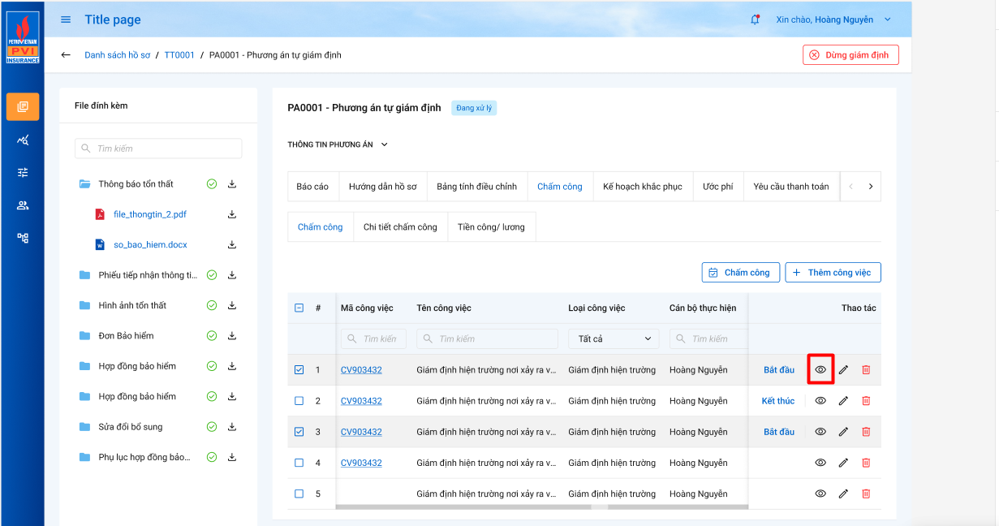 PETROVIETNAM
PVI
INSURANCE
Title page
Xin chào, Hoàng Nguyên
Danh sách hồ sơ / TT0001 / PA0001 - Phương án tự giám định
Dừng giám định
File đính kèm
Tìm kiếm
Thông báo tổn thất
file_thongtin_2.pdf
so_bao_hiem.docx
Phiếu tiếp nhận thông ti...
Hình ảnh tổn thất
Đơn Bảo hiểm
Hợp đồng bảo hiểm
Hợp đồng bảo hiểm
Sửa đổi bổ sung
Phụ lục hợp đồng bảo...
PA0001 - Phương án tự giám định Đang xử lý
THÔNG TIN PHƯƠNG ÁN
Báo cáo Hướng dẫn hồ sơ Bảng tính điều chỉnh Chấm công Kế hoạch khắc phục Ước phí Yêu cầu thanh toán
Chấm công Chi tiết chấm công Tiền công/ lương
Chấm công + Thêm công việc
# Mã công việc Tên công việc Loại công việc Cán bộ thực hiện Thao tác
Tìm kiến Tìm kiếm Tất cả Tìm kiếm
1 CV903432 Giám định hiện trường nơi xảy ra v... Giám định hiện trường Hoàng Nguyên Bắt đầu
2 CV903432 Giám định hiện trường nơi xảy ra v... Giám định hiện trường Hoàng Nguyên Kết thúc
3 CV903432 Giám định hiện trường nơi xảy ra v... Giám định hiện trường Hoàng Nguyên Bắt đầu
4 CV903432 Giám định hiện trường nơi xảy ra v... Giám định hiện trường Hoàng Nguyên
5 Giám định hiện trường nơi xảy ra v... Giám định hiện trường Hoàng Nguyên